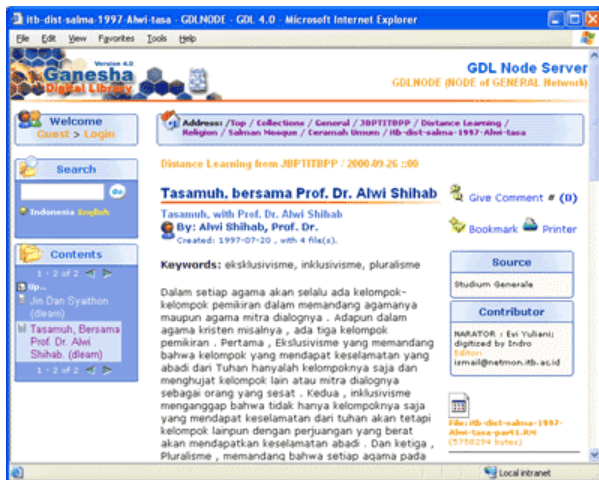 itb-dist-salma-1997-Alwi-tasa - GDLNODE - GDL 4.0 - Microsoft Internet Explorer
File Edit View Favorites Tools Help
Version 4.0
Ganesha
Digital Library
GDL Node Server
GDLNODE (NODE of GENERAL Network)
Welcome
Guest > Login
Address: /Top / Collections / General / JBPTITBPP / Distance Learning /
Religion / Salman Mosque / Ceramah Umum / itb-dist-salma-1997-Alwi-tasa
Search
Go
Indonesia English
Contents
1 - 2 of 2
Up..
Jin Dan Syaithon
(dlearn)
Tasamuh, Bersama
Prof. Dr. Alwi
Shihab. (dlearn)
1 - 2 of 2
Distance Learning from JBPTITBPP / 2000-09-26 ::00
Tasamuh, bersama Prof. Dr. Alwi Shihab
Tasamuh, with Prof. Dr. Alwi Shihab
By: Alwi Shihab, Prof. Dr.
Created: 1997-07-20 , with 4 file(s).
Keywords: eksklusivisme, inklusivisme, pluralisme
Dalam setiap agama akan selalu ada kelompok-
kelompok pemikiran dalam memandang agamanya
maupun agama mitra dialognya . Adapun dalam
agama kristen misalnya , ada tiga kelompok
pemikiran . Pertama , Ekslusivisme yang memandang
bahwa kelompok yang mendapat keselamatan yang
abadi dari Tuhan hanyalah kelompoknya saja dan
menghujat kelompok lain atau mitra dialognya
sebagai orang yang sesat . Kedua , inklusivisme
menganggap bahwa tidak hanya kelompoknya saja
yang mendapat keselamatan dari tuhan akan tetapi
kelompok lainpun dengan perjuangan yang berat
akan mendapatkan keselamatan abadi . Dan ketiga ,
Pluralisme , memandang bahwa setiap agama pada
Give Comment # (0)
Bookmark Printer
Source
Studium Generale
Contributor
NARATOR : Evi Yuliani;
digitized by Indro
Editor:
ismail@netmon.itb.ac.id
File: itb-dist-salma-1997-
Alwi-tasa-part1.RM
(5758294 bytes)
Local intranet